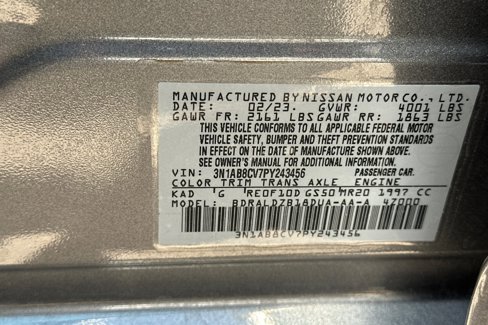 MANUFACTURED BY NISSAN MOTOR CO., LTD.
DATE: 02/23. GVWR: 4001 LBS
GAWR FR: 2161 LBS GAWR RR: 1863 LBS
THIS VEHICLE CONFORMS TO ALL APPLICABLE FEDERAL MOTOR
VEHICLE SAFETY, BUMPER AND THEFT PREVENTION STANDARDS
IN EFFECT ON THE DATE OF MANUFACTURE SHOWN ABOVE.
SEE OWNER'S MANUAL FOR ADDITIONAL INFORMATION.
VIN: 3N1AB8CV7PY243456 PASSENGER CAR.
COLOR TRIM TRANS AXLE ENGINE
KAD G RE0F10D GS50 MR20 1997 CC
MODEL: BDRALDZB18DUA-AA-A 4Z000
3N1AB8CV7PY243456